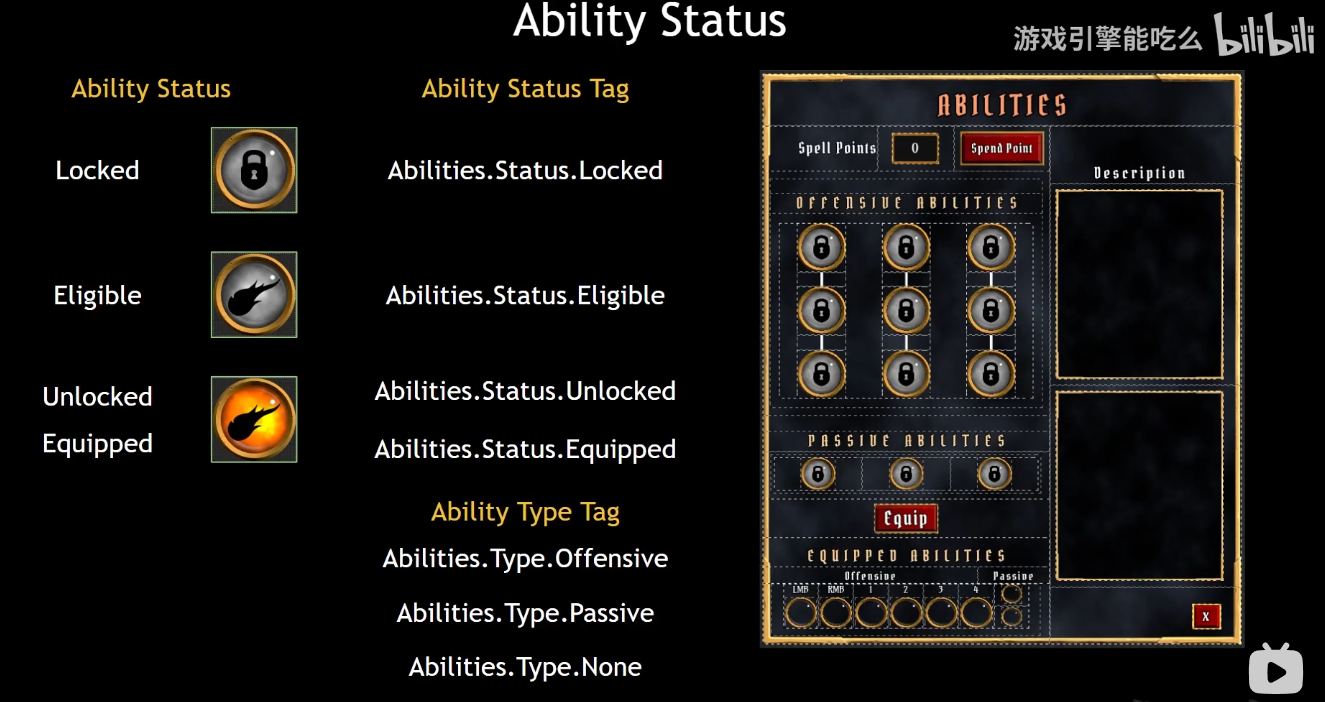 Ability Status
游戏引擎能吃么 bilibili
Ability Status
Locked
Eligible
Unlocked
Equipped
Ability Status Tag
Abilities.Status.Locked
Abilities.Status.Eligible
Abilities.Status.Unlocked
Abilities.Status.Equipped
Ability Type Tag
Abilities.Type.Offensive
Abilities.Type.Passive
Abilities.Type.None
ABILITIES
Spell Points 0 Spend Point
OFFENSIVE ABILITIES
PASSIVE ABILITIES
Equip
EQUIPPED ABILITIES
Offensive Passive
LMB RMB 1 2 3 4
Description
X